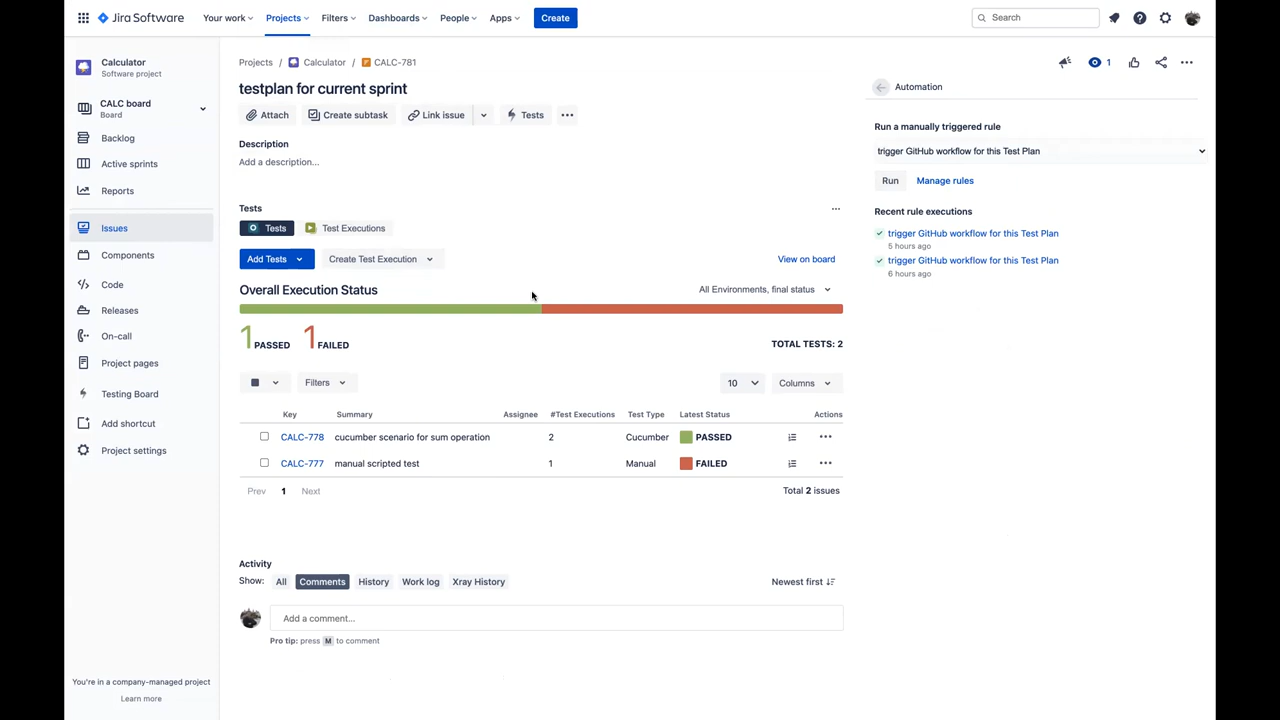 Jira Software Your work Projects Filters Dashboards People Apps Create Search
Calculator
Software project
CALC board
Board
Backlog
Active sprints
Reports
Issues
Components
Code
Releases
On-call
Project pages
Testing Board
Add shortcut
Project settings
You're in a company-managed project
Learn more
Projects / Calculator / CALC-781
1
testplan for current sprint
Attach Create subtask Link issue Tests
Description
Add a description...
Tests
Tests Test Executions
Add Tests Create Test Execution View on board
Overall Execution Status All Environments, final status
1 PASSED 1 FAILED TOTAL TESTS: 2
Filters 10 Columns
Key Summary Assignee #Test Executions Test Type Latest Status Actions
CALC-778 cucumber scenario for sum operation 2 Cucumber PASSED
CALC-777 manual scripted test 1 Manual FAILED
Prev 1 Next Total 2 issues
Activity
Show: All Comments History Work log Xray History Newest first
Add a comment...
Pro tip: press M to comment
Automation
Run a manually triggered rule
trigger GitHub workflow for this Test Plan
Run Manage rules
Recent rule executions
trigger GitHub workflow for this Test Plan
5 hours ago
trigger GitHub workflow for this Test Plan
6 hours ago